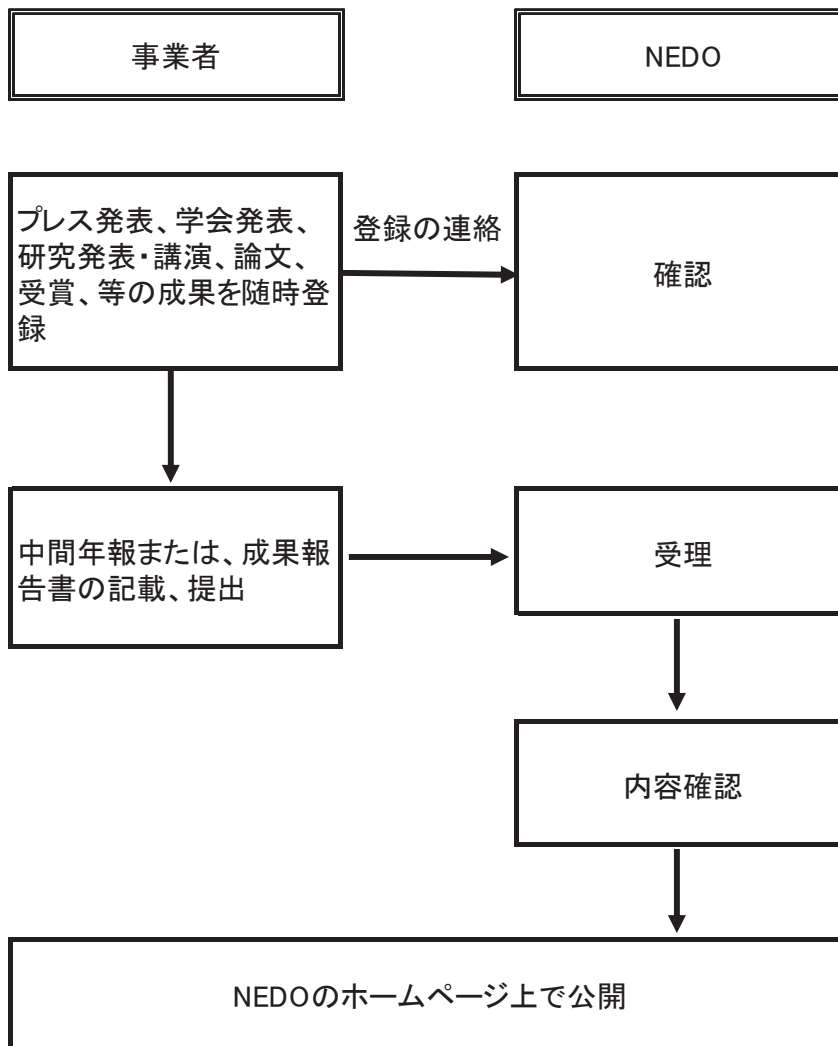 事業者
NEDO
プレス発表、学会発表、
研究発表・講演、論文、
受賞、等の成果を随時登
録
登録の連絡
確認
中間年報または、成果報
告書の記載、提出
受理
内容確認
NEDOのホームページ上で公開